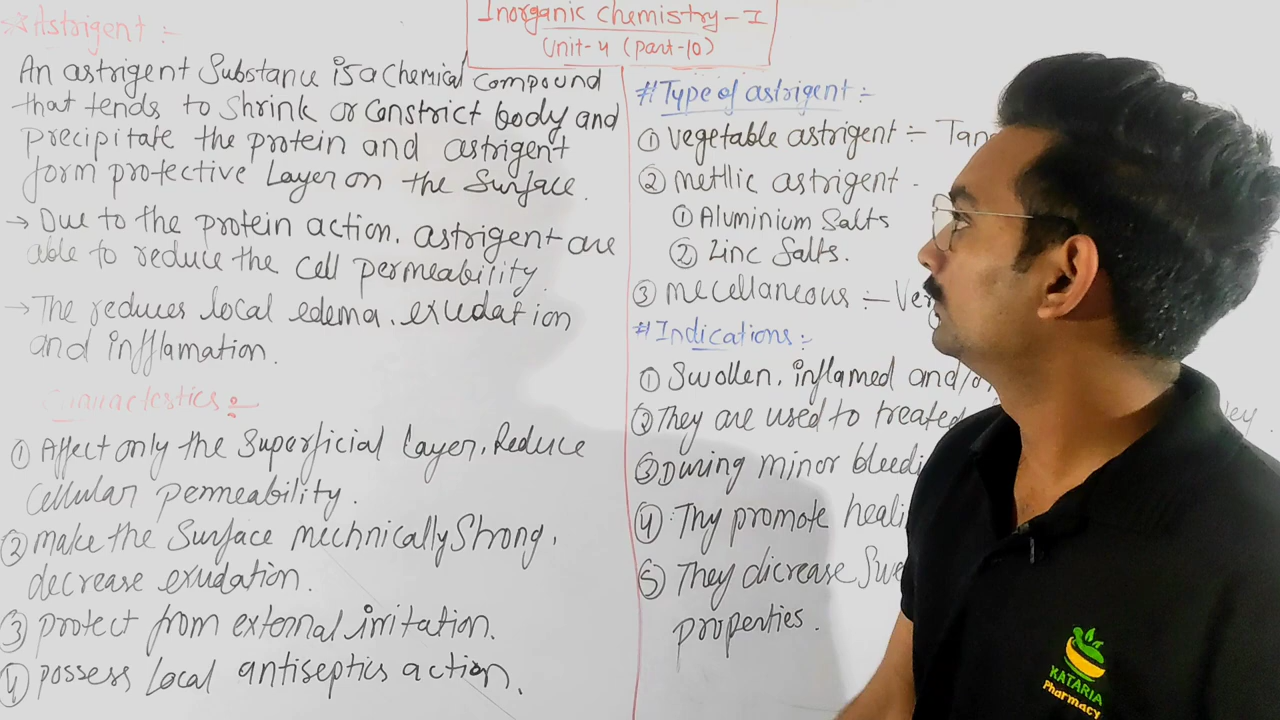 Inorganic chemistry - I
Unit-4 (part-10)
Astrigent :-
An astrigent Substance is a chemical compound
that tends to shrink or constrict body and
precipitate the protein and astrigent
form protective Layer on the surface.
→ Due to the protein action, astrigent are
able to reduce the cell permeability.
→ The reduces local edema, exudation
and infflamation.
① Affect only the superficial Layer, Reduce
cellular permeability.
② make the surface mechnically Strong,
decrease exudation.
③ protect from external irritation.
④ possess Local antiseptics action.
# Type of astrigent :-
① vegetable astrigent :- Tan
② metllic astrigent -
① Aluminium Salts
② Zinc Salts.
③ mecellaneous :- Ver
# Indications :-
① Swollen, inflamed and/o
② They are used to treated
③ During minor bleedi
④ Thy promote heali
⑤ They dicrease Swe
properties.
KATARIA
Pharmacy